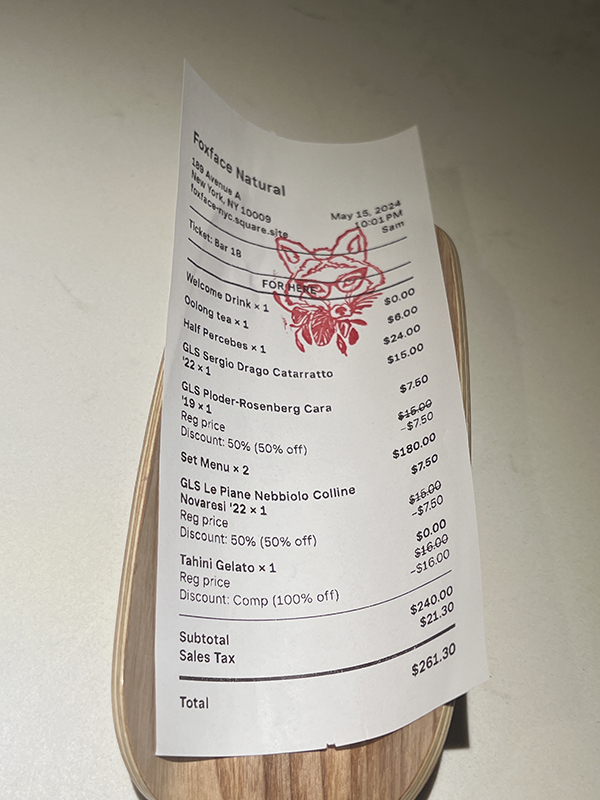 Foxface Natural
189 Avenue A
New York, NY 10009
foxface-nyc.square.site
May 15, 2024
10:01 PM
Sam
Ticket: Bar 18
FOR HERE
Welcome Drink × 1 $0.00
Oolong tea × 1 $6.00
Half Percebes × 1 $24.00
GLS Sergio Drago Catarratto $15.00
'22 × 1
GLS Ploder-Rosenberg Cara $7.50
'19 × 1
Reg price $15.00
Discount: 50% (50% off) -$7.50
Set Menu × 2 $180.00
GLS Le Piane Nebbiolo Colline $7.50
Novaresi '22 × 1
Reg price $15.00
Discount: 50% (50% off) -$7.50
Tahini Gelato × 1 $0.00
Reg price $16.00
Discount: Comp (100% off) -$16.00
Subtotal $240.00
Sales Tax $21.30
Total $261.30